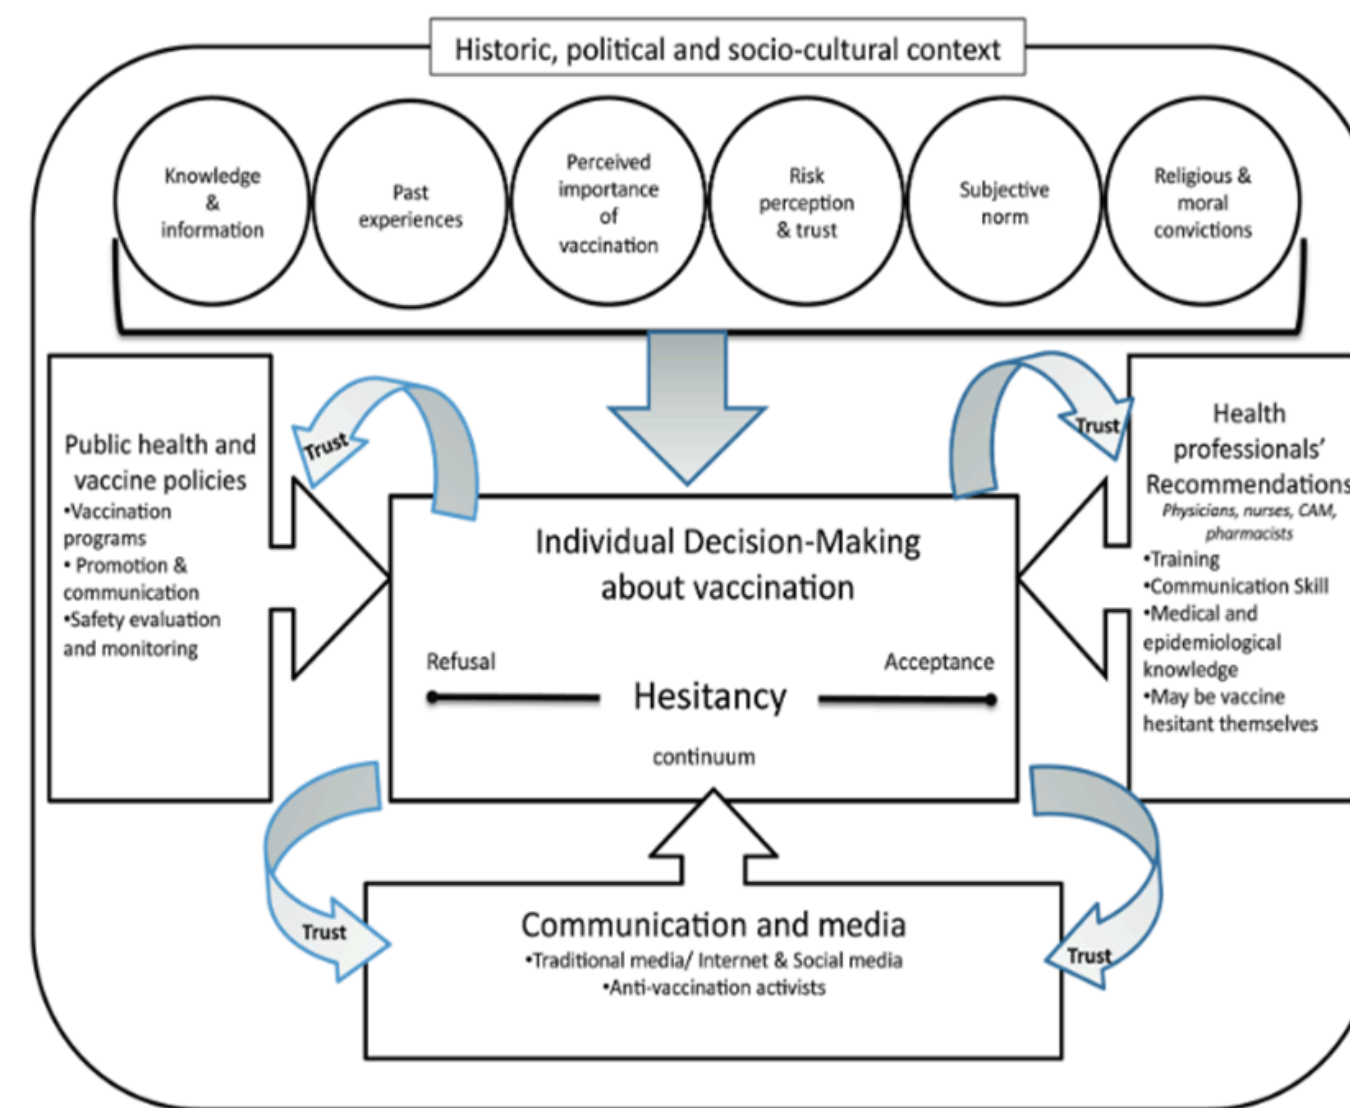 Historic, political and socio-cultural context
Knowledge
&
information
Past
experiences
Perceived
importance
of
vaccination
Risk
perception
& trust
Subjective
norm
Religious &
moral
convictions
Public health and
vaccine policies
•Vaccination
programs
• Promotion &
communication
•Safety evaluation
and monitoring
Trust
Trust
Health
professionals’
Recommendations
Physicians, nurses, CAM,
pharmacists
•Training
•Communication Skill
•Medical and
epidemiological
knowledge
•May be vaccine
hesitant themselves
Individual Decision-Making
about vaccination
Refusal
Acceptance
Hesitancy
continuum
Trust
Trust
Communication and media
•Traditional media/ Internet & Social media
•Anti-vaccination activists